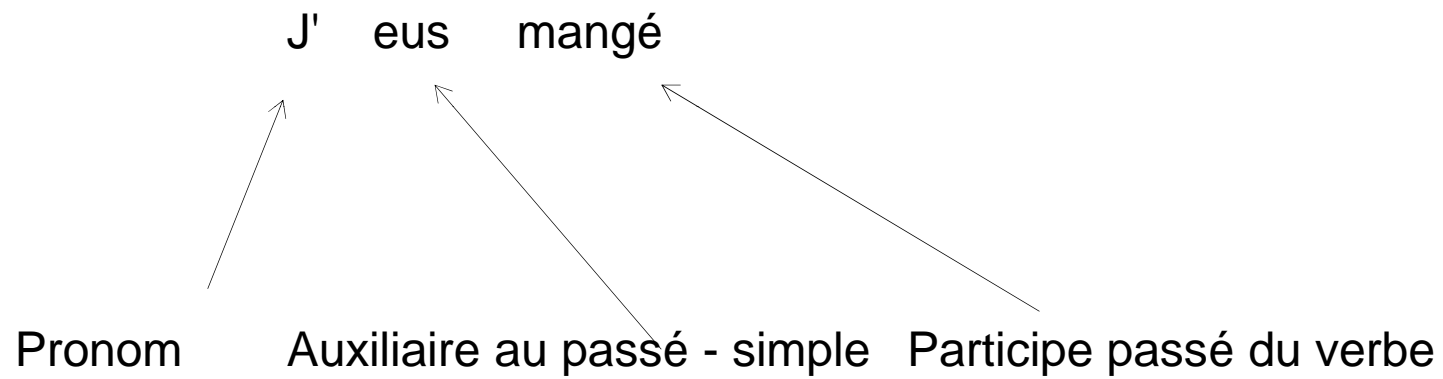 J' eus mangé
Pronom Auxiliaire au passé - simple Participe passé du verbe